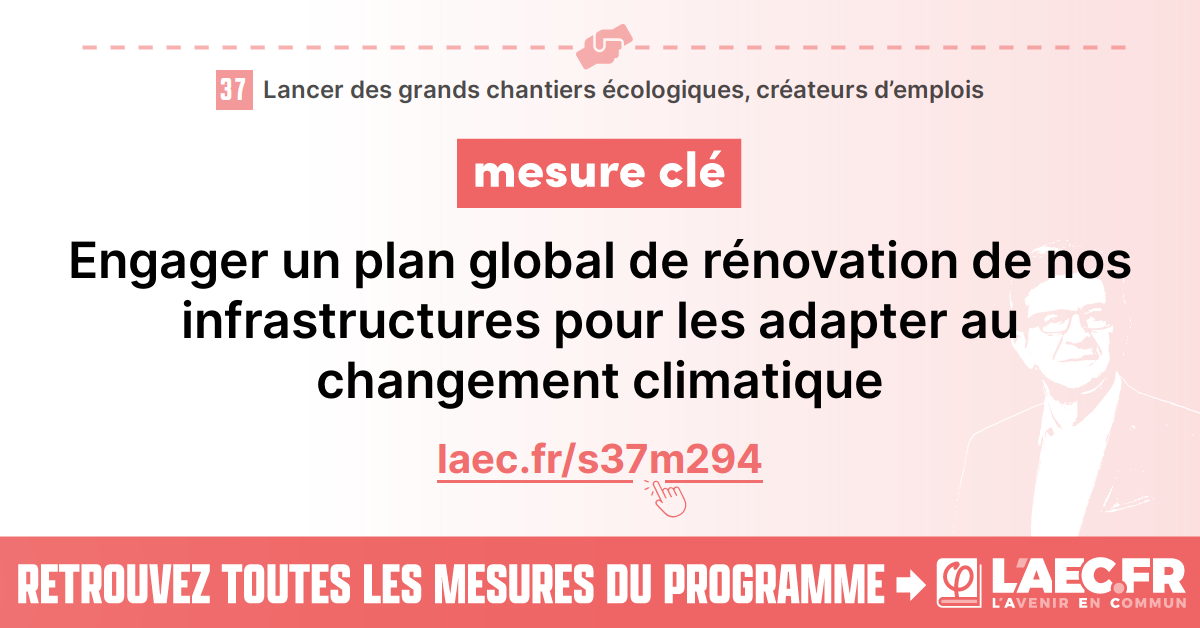 37 Lancer des grands chantiers écologiques, créateurs d’emplois
mesure clé
Engager un plan global de rénovation de nos
infrastructures pour les adapter au
changement climatique
laec.fr/s37m294
RETROUVEZ TOUTES LES MESURES DU PROGRAMME
L'AEC.FR
L'AVENIR EN COMMUN